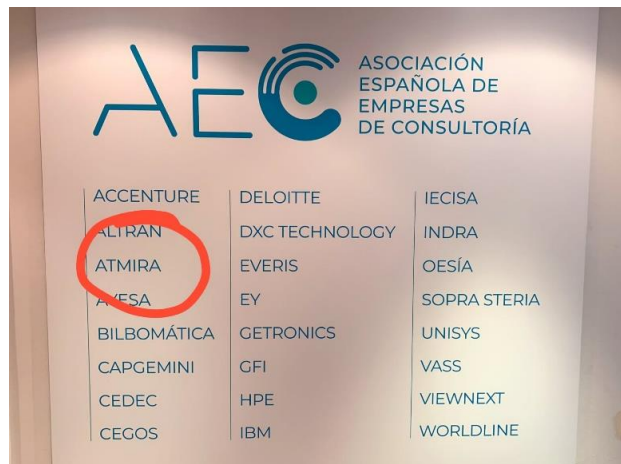 AEC
ASOCIACIÓN
ESPAÑOLA DE
EMPRESAS
DE CONSULTORÍA
ACCENTURE
ALTRAN
ATMIRA
AYESA
BILBOMÁTICA
CAPGEMINI
CEDEC
CEGOS
DELOITTE
DXC TECHNOLOGY
EVERIS
EY
GETRONICS
GFI
HPE
IBM
IECISA
INDRA
OESÍA
SOPRA STERIA
UNISYS
VASS
VIEWNEXT
WORLDLINE